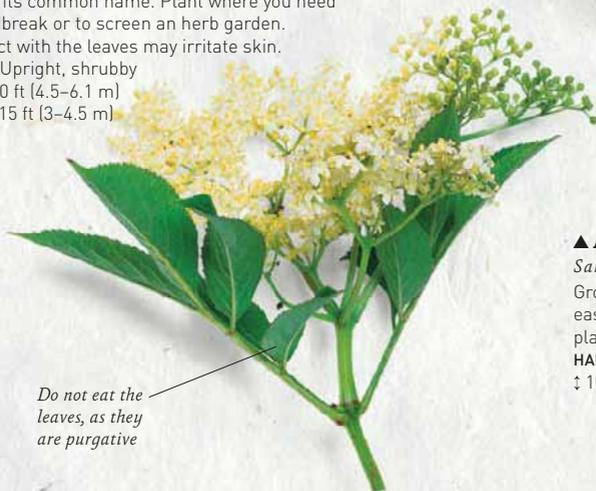 its common name. Plant where you need
break or to screen an herb garden.
with the leaves may irritate skin.
Upright, shrubby
0 ft (4.5–6.1 m)
15 ft (3–4.5 m)
Do not eat the
leaves, as they
are purgative
▲